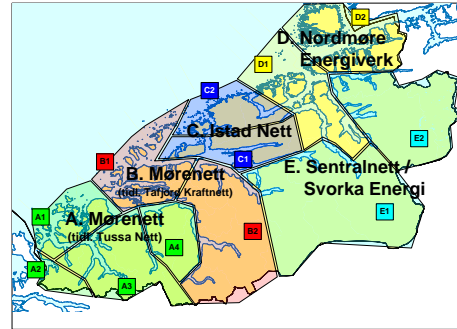 D2
D. Nordmøre
Energiverk
D1
C2
C. Istad Nett
E2
B1
C1
B. Mørenett
(tidl. Tafjord Kraftnett)
E. Sentralnett /
Svorka Energi
A1
A. Mørenett
(tidl. Tussa Nett)
E1
A4
B2
A2
A3